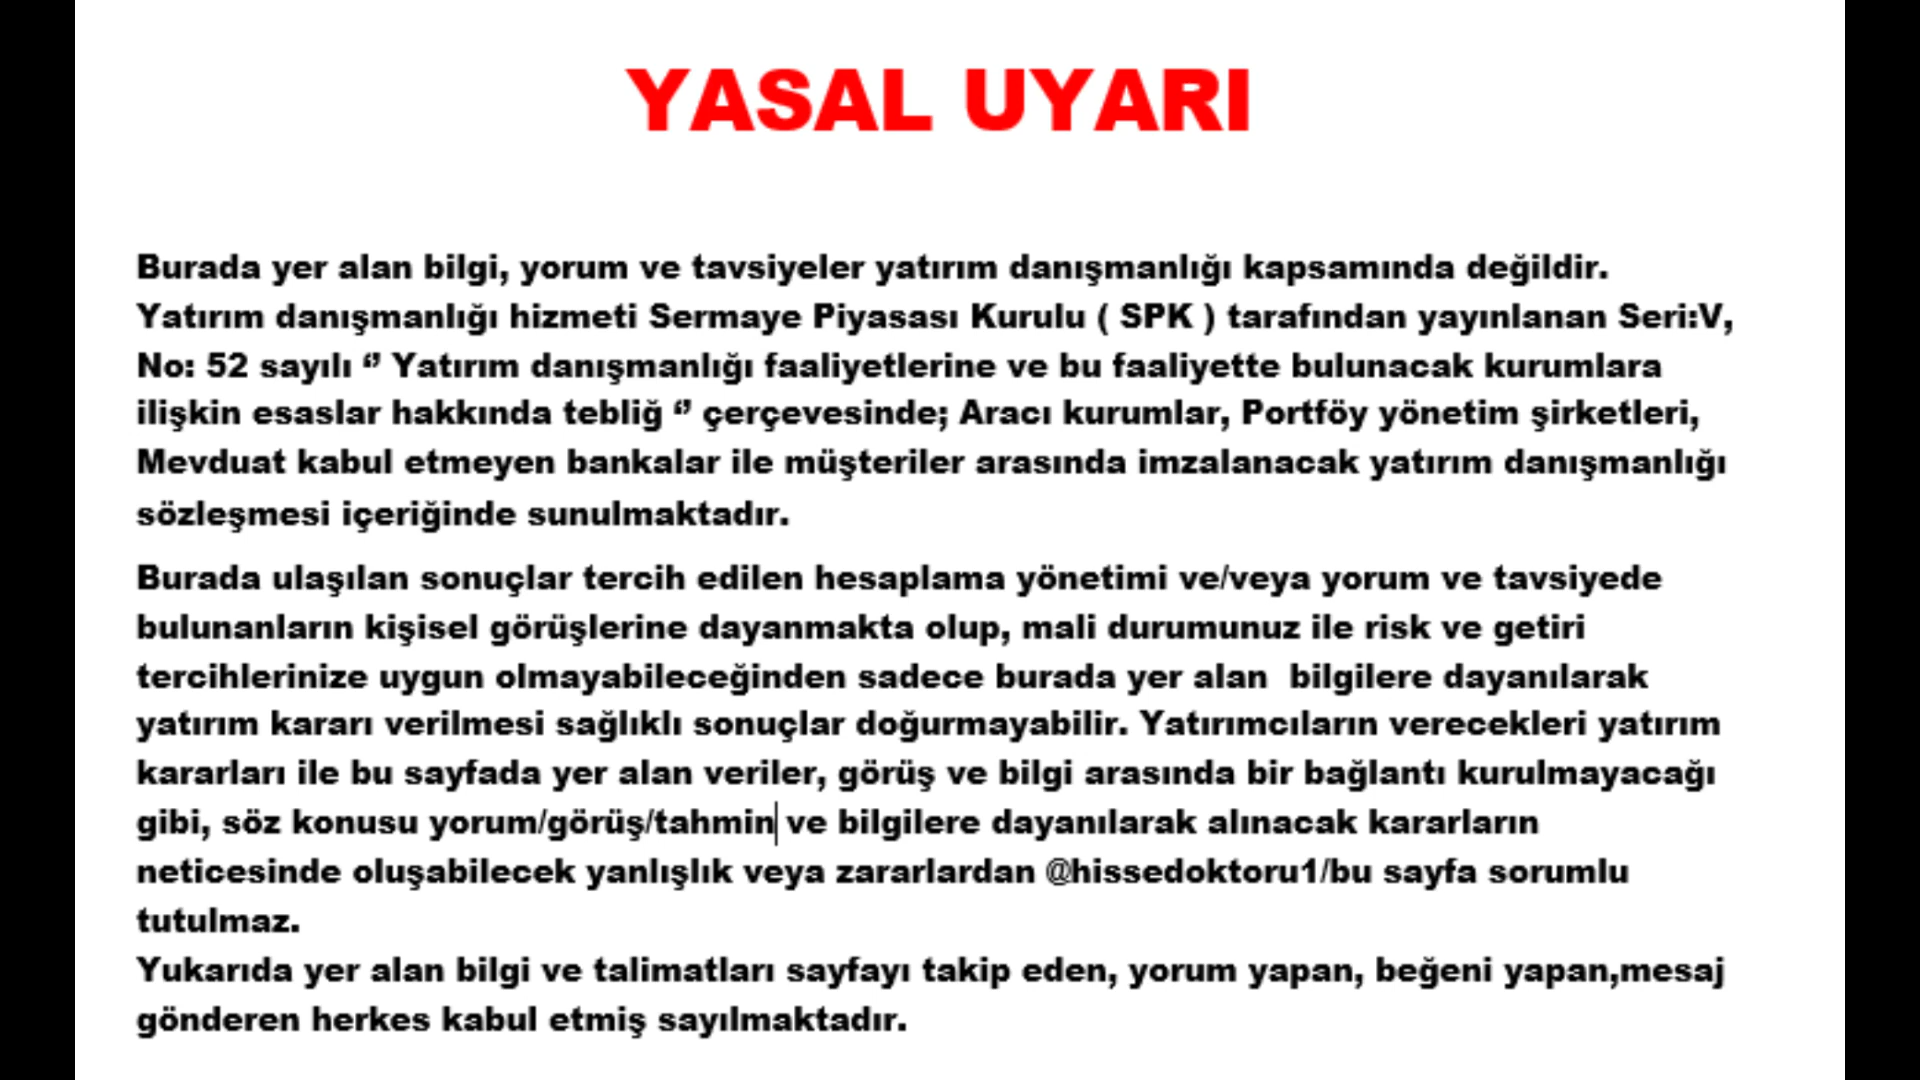 YASAL UYARI
Burada yer alan bilgi, yorum ve tavsiyeler yatırım danışmanlığı kapsamında değildir.
Yatırım danışmanlığı hizmeti Sermaye Piyasası Kurulu ( SPK ) tarafından yayınlanan Seri:V,
No: 52 sayılı “ Yatırım danışmanlığı faaliyetlerine ve bu faaliyette bulunacak kurumlara
ilişkin esaslar hakkında tebliğ “ çerçevesinde; Aracı kurumlar, Portföy yönetim şirketleri,
Mevduat kabul etmeyen bankalar ile müşteriler arasında imzalanacak yatırım danışmanlığı
sözleşmesi içeriğinde sunulmaktadır.
Burada ulaşılan sonuçlar tercih edilen hesaplama yönetimi ve/veya yorum ve tavsiyede
bulunanların kişisel görüşlerine dayanmakta olup, mali durumunuz ile risk ve getiri
tercihlerinize uygun olmayabileceğinden sadece burada yer alan  bilgilere dayanılarak
yatırım kararı verilmesi sağlıklı sonuçlar doğurmayabilir. Yatırımcıların verecekleri yatırım
kararları ile bu sayfada yer alan veriler, görüş ve bilgi arasında bir bağlantı kurulmayacağı
gibi, söz konusu yorum/görüş/tahmin ve bilgilere dayanılarak alınacak kararların
neticesinde oluşabilecek yanlışlık veya zararlardan @hissedoktoru1/bu sayfa sorumlu
tutulmaz.
Yukarıda yer alan bilgi ve talimatları sayfayı takip eden, yorum yapan, beğeni yapan,mesaj
gönderen herkes kabul etmiş sayılmaktadır.